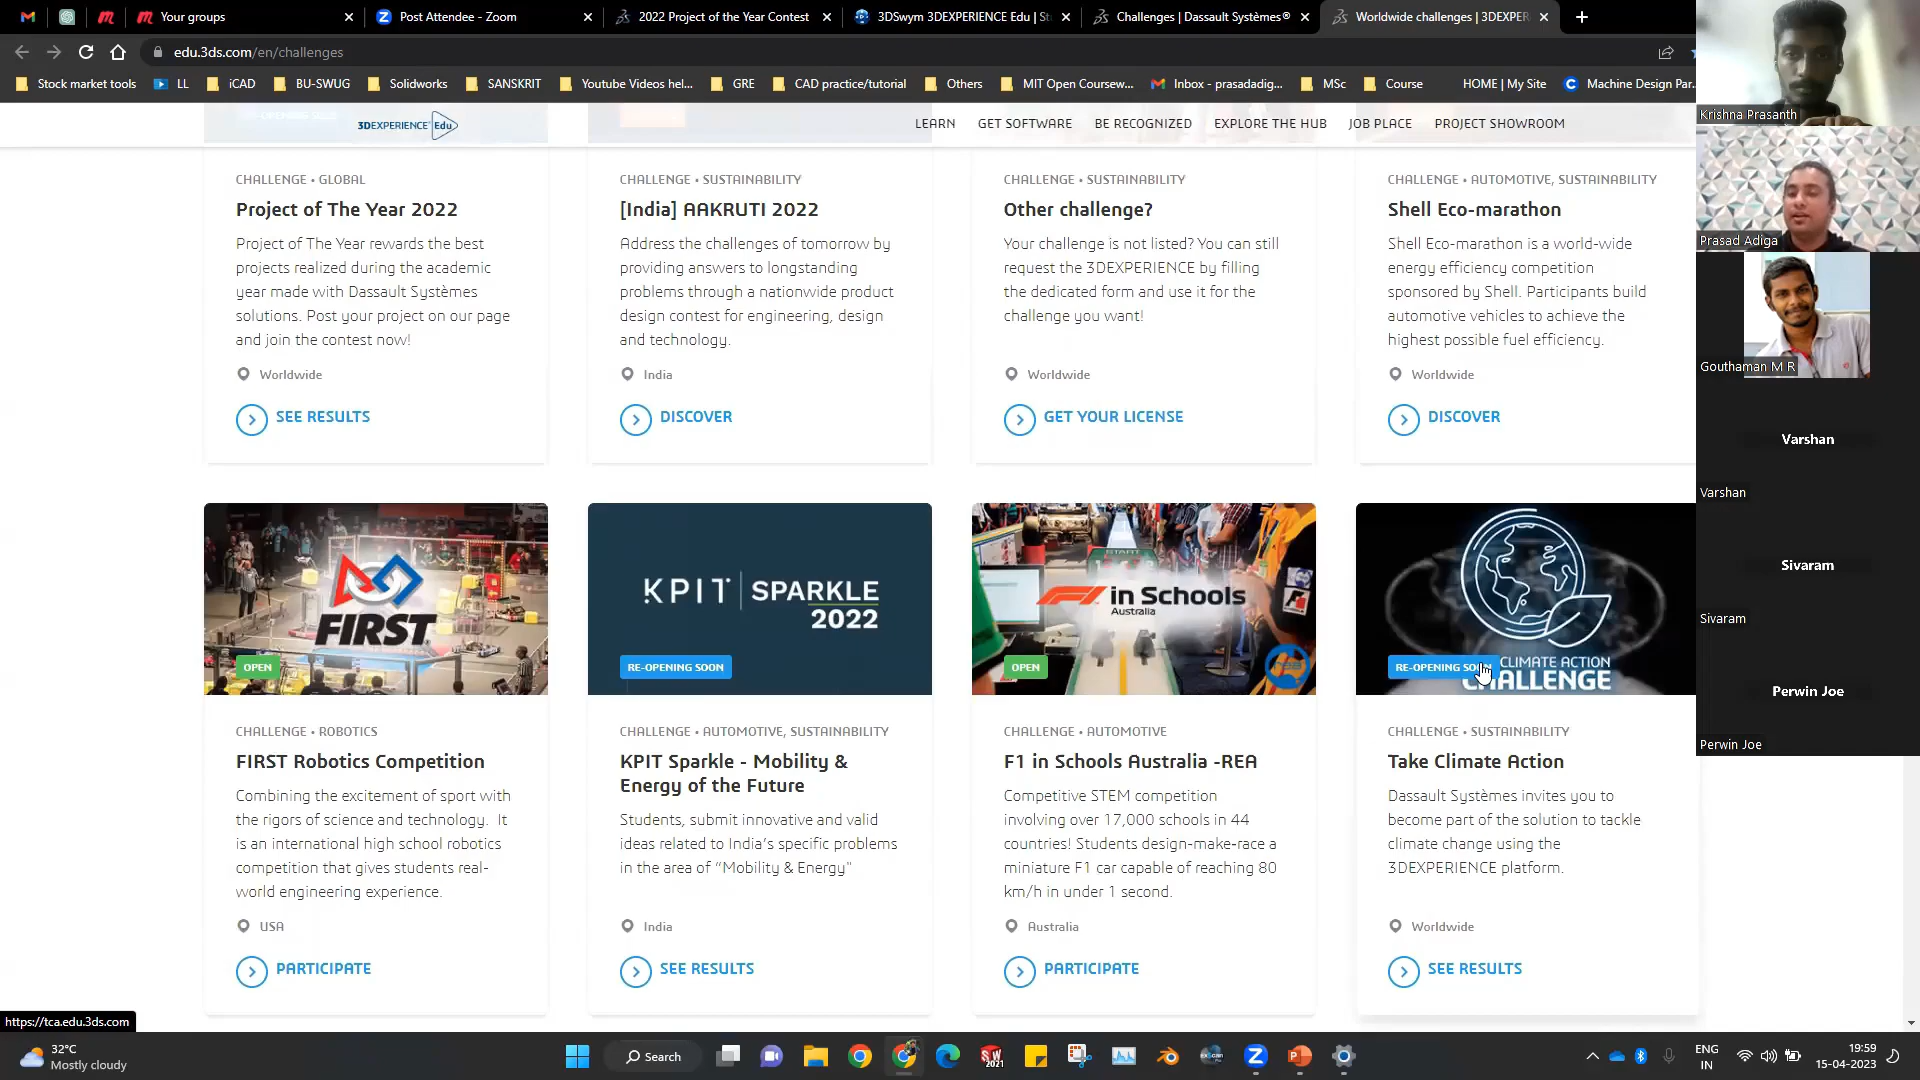 Your groups
Post Attendee - Zoom
2022 Project of the Year Contest
3DSwym 3DEXPERIENCE Edu | St
Challenges | Dassault Systèmes®
Worldwide challenges | 3DEXPER
edu.3ds.com/en/challenges
Stock market tools
LL
iCAD
BU-SWUG
Solidworks
SANSKRIT
Youtube Videos hel...
GRE
CAD practice/tutorial
Others
MIT Open Coursew...
Inbox - prasadadig...
MSc
Course
HOME | My Site
Machine Design Par...
3DEXPERIENCE Edu
LEARN
GET SOFTWARE
BE RECOGNIZED
EXPLORE THE HUB
JOB PLACE
PROJECT SHOWROOM
CHALLENGE • GLOBAL
Project of The Year 2022
Project of The Year rewards the best
projects realized during the academic
year made with Dassault Systèmes
solutions. Post your project on our page
and join the contest now!
Worldwide
SEE RESULTS
CHALLENGE • SUSTAINABILITY
[India] AAKRUTI 2022
Address the challenges of tomorrow by
providing answers to longstanding
problems through a nationwide product
design contest for engineering, design
and technology.
India
DISCOVER
CHALLENGE • SUSTAINABILITY
Other challenge?
Your challenge is not listed? You can still
request the 3DEXPERIENCE by filling
the dedicated form and use it for the
challenge you want!
Worldwide
GET YOUR LICENSE
CHALLENGE • AUTOMOTIVE, SUSTAINABILITY
Shell Eco-marathon
Shell Eco-marathon is a world-wide
energy efficiency competition
sponsored by Shell. Participants build
automotive vehicles to achieve the
highest possible fuel efficiency.
Worldwide
DISCOVER
FIRST
OPEN
CHALLENGE • ROBOTICS
FIRST Robotics Competition
Combining the excitement of sport with
the rigors of science and technology. It
is an international high school robotics
competition that gives students real-
world engineering experience.
USA
PARTICIPATE
KPIT | SPARKLE
2022
RE-OPENING SOON
CHALLENGE • AUTOMOTIVE, SUSTAINABILITY
KPIT Sparkle - Mobility &
Energy of the Future
Students, submit innovative and valid
ideas related to India's specific problems
in the area of “Mobility & Energy"
India
SEE RESULTS
START
in Schools
Australia
rea
OPEN
CHALLENGE • AUTOMOTIVE
F1 in Schools Australia -REA
Competitive STEM competition
involving over 17,000 schools in 44
countries! Students design-make-race a
miniature F1 car capable of reaching 80
km/h in under 1 second.
Australia
PARTICIPATE
RE-OPENING SOON
CLIMATE ACTION
CHALLENGE
CHALLENGE • SUSTAINABILITY
Take Climate Action
Dassault Systèmes invites you to
become part of the solution to tackle
climate change using the
3DEXPERIENCE platform.
Worldwide
SEE RESULTS
Krishna Prasanth
Prasad Adiga
Gouthaman M R
Varshan
Varshan
Sivaram
Sivaram
Perwin Joe
Perwin Joe
https://tca.edu.3ds.com
32°C
Mostly cloudy
Search
SW
2021
ENG
IN
19:59
15-04-2023